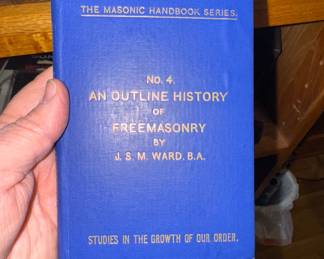 THE MASONIC HANDBOOK SERIES.
No. 4.
AN OUTLINE HISTORY
OF
FREEMASONRY
BY
J. S. M. WARD. B.A.
STUDIES IN THE GROWTH OF OUR ORDER.